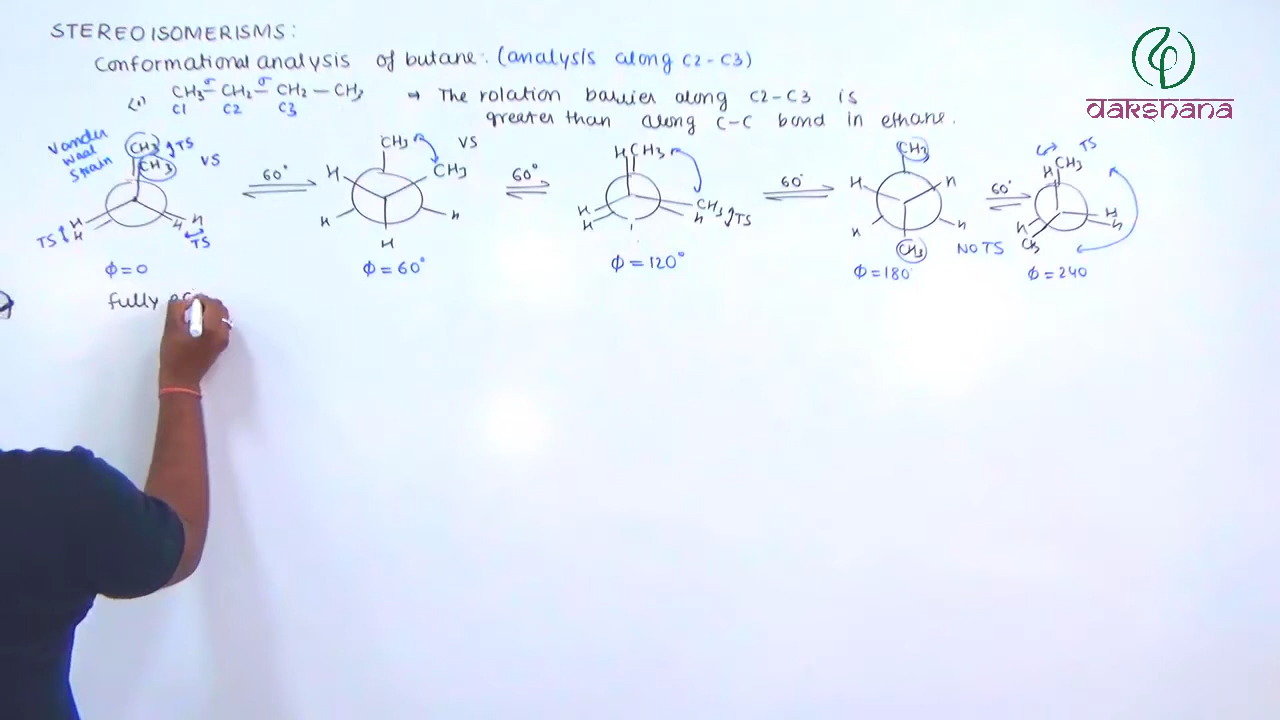 STEREOISOMERISMS:
Conformational analysis of butane: (analysis along C2-C3)
(1) CH3 σ– CH2 σ– CH2 – CH3
C1 C2 C3
→ The rolation barrier along C2-C3 is
greater than along C-C bond in ethane.
dakshana
Vander
waal
strain
CH3 TS
CH3
VS
H H
H H
TS
TS
60°
CH3 VS
CH3
H
H H
H
60°
H CH3
CH3
H
TS
H
H
60°
CH3
H H
H H
CH3
NO TS
60°
TS
CH3
H
H
H
H
CH3
Φ=0
Φ=60°
Φ=120°
Φ=180
Φ=240
fully